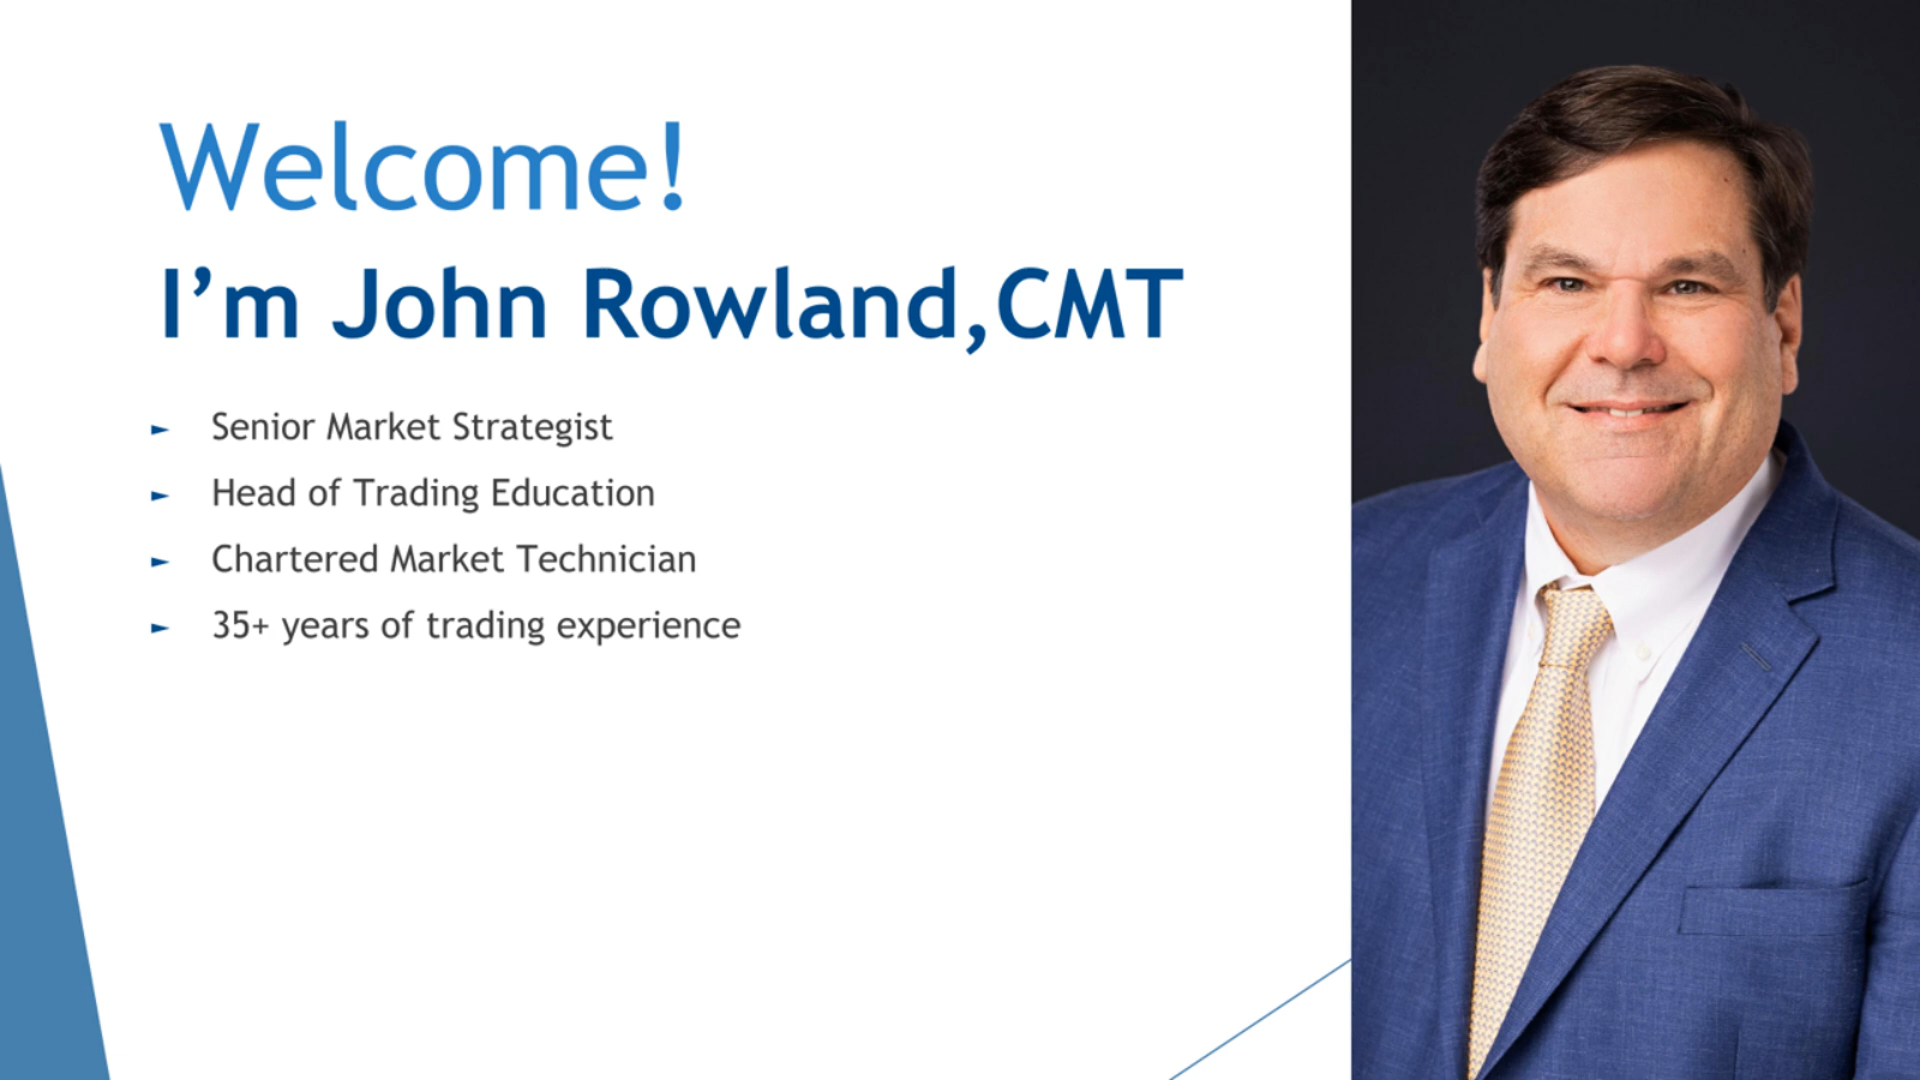 Welcome!
I’m John Rowland,CMT
► Senior Market Strategist
► Head of Trading Education
► Chartered Market Technician
► 35+ years of trading experience